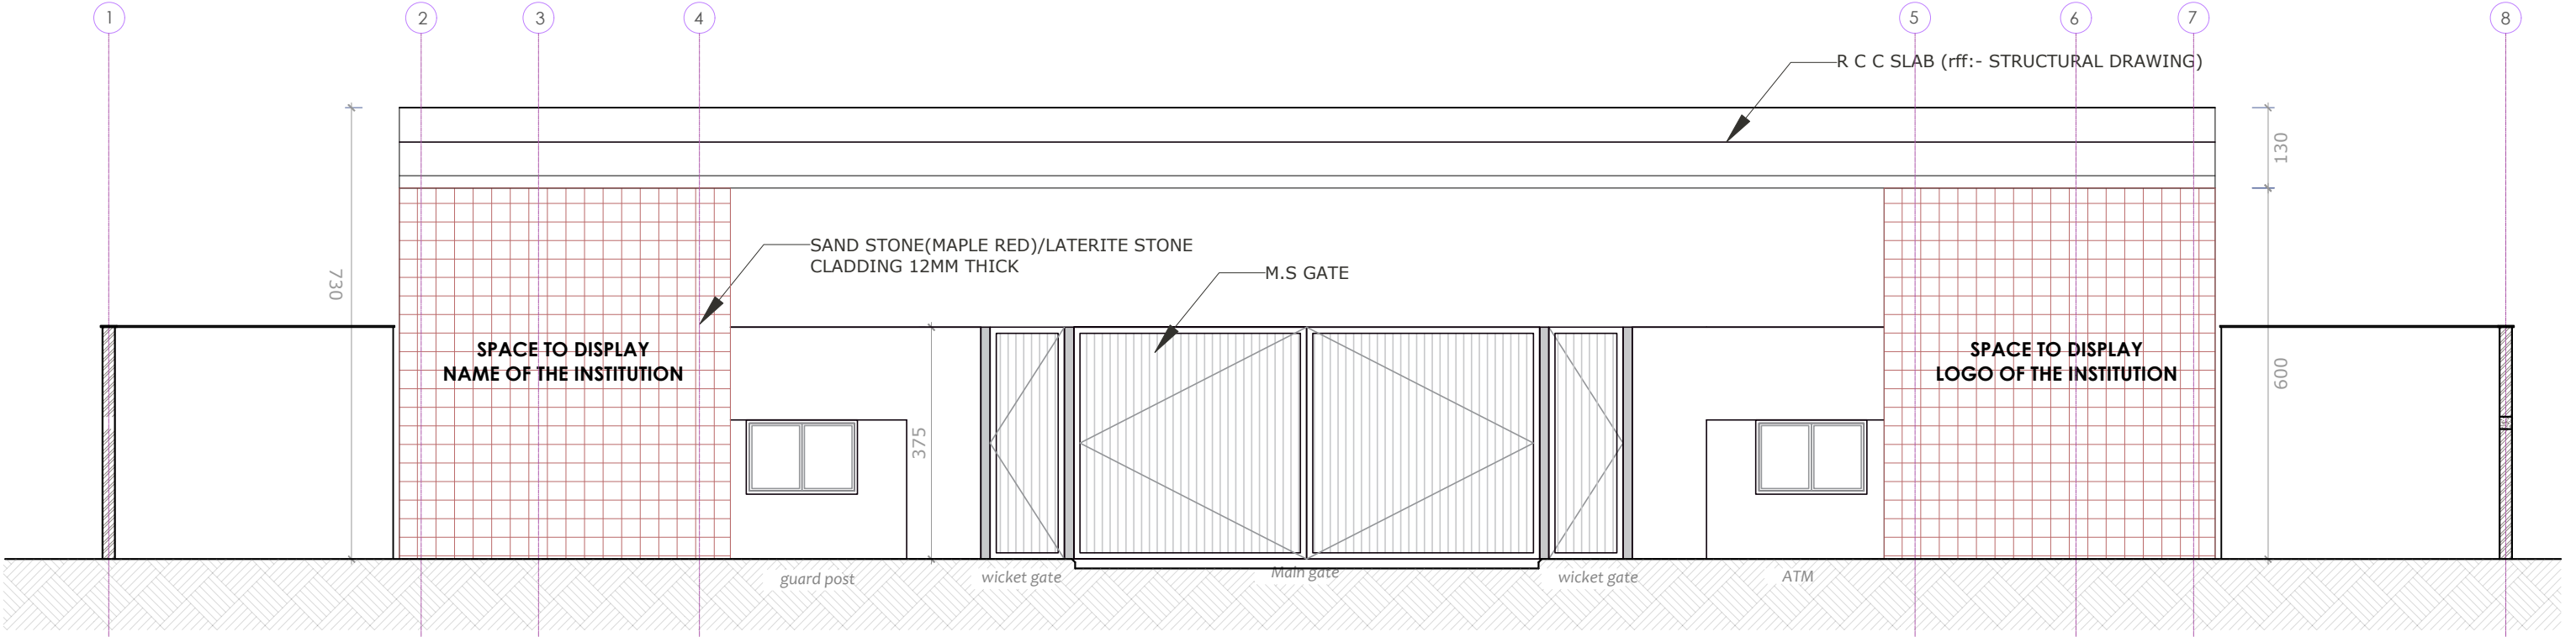 1
2
3
4
5
6
7
8
R C C SLAB (rff:- STRUCTURAL DRAWING)
130
SAND STONE(MAPLE RED)/LATERITE STONE
CLADDING 12MM THICK
M.S GATE
730
SPACE TO DISPLAY
NAME OF THE INSTITUTION
SPACE TO DISPLAY
LOGO OF THE INSTITUTION
600
375
guard post
wicket gate
Main gate
wicket gate
ATM